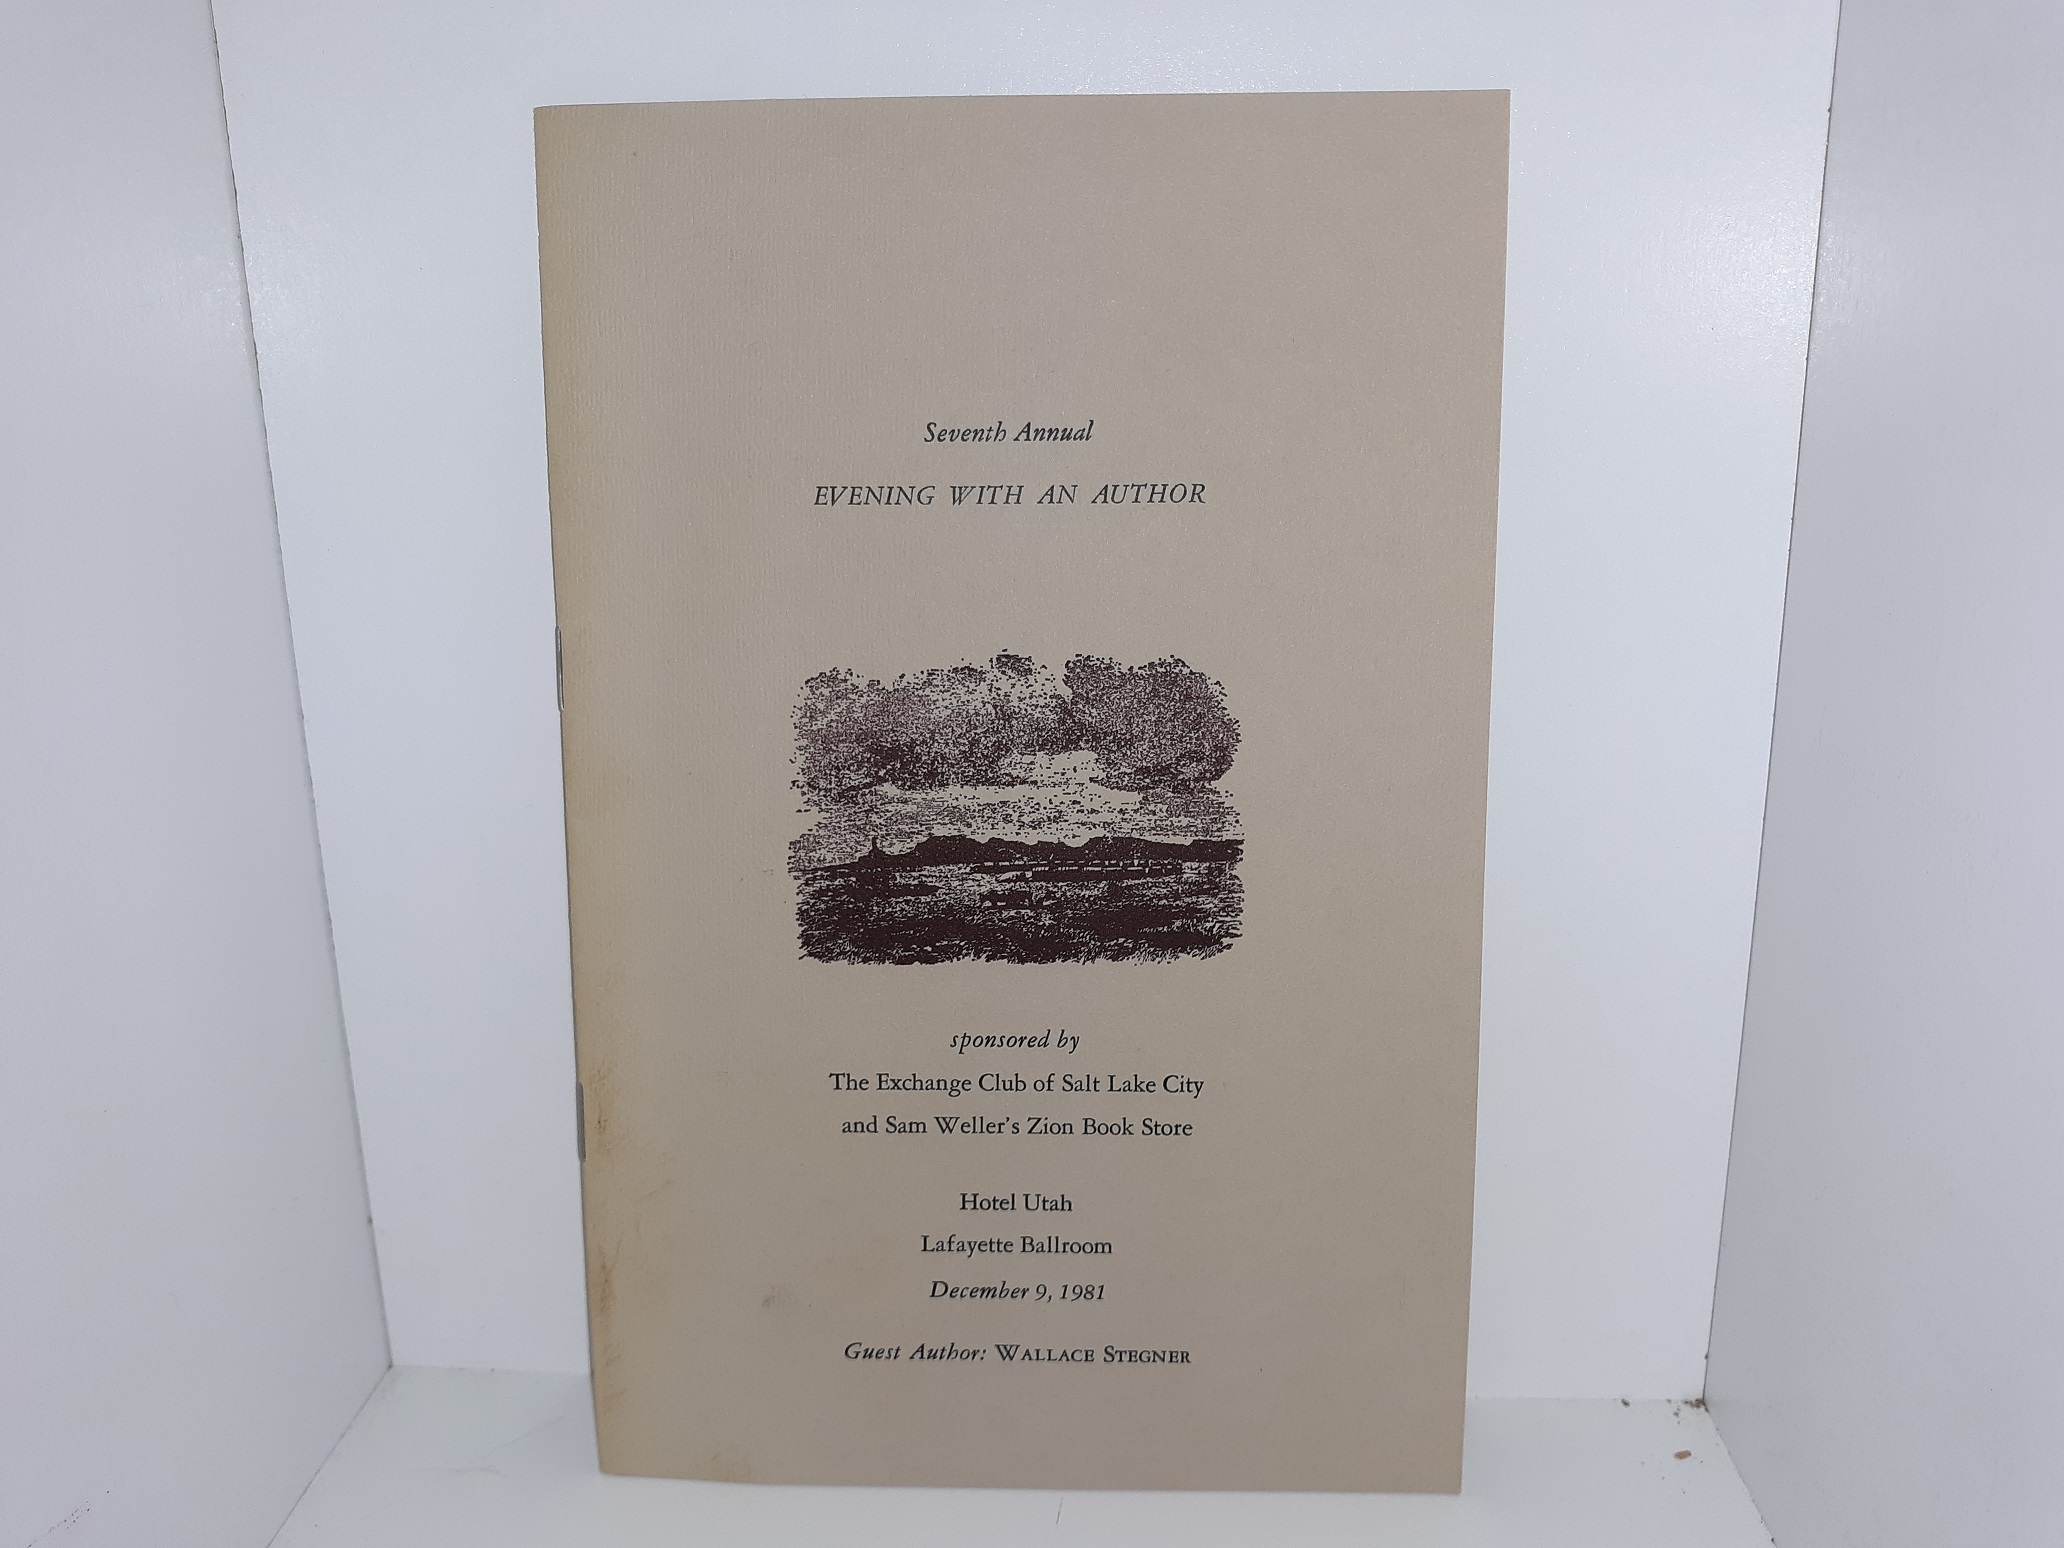 Seventh Annual
EVENING WITH AN AUTHOR
sponsored by
The Exchange Club of Salt Lake City
and Sam Weller's Zion Book Store
Hotel Utah
Lafayette Ballroom
December 9, 1981
Guest Author: WALLACE STEGNER